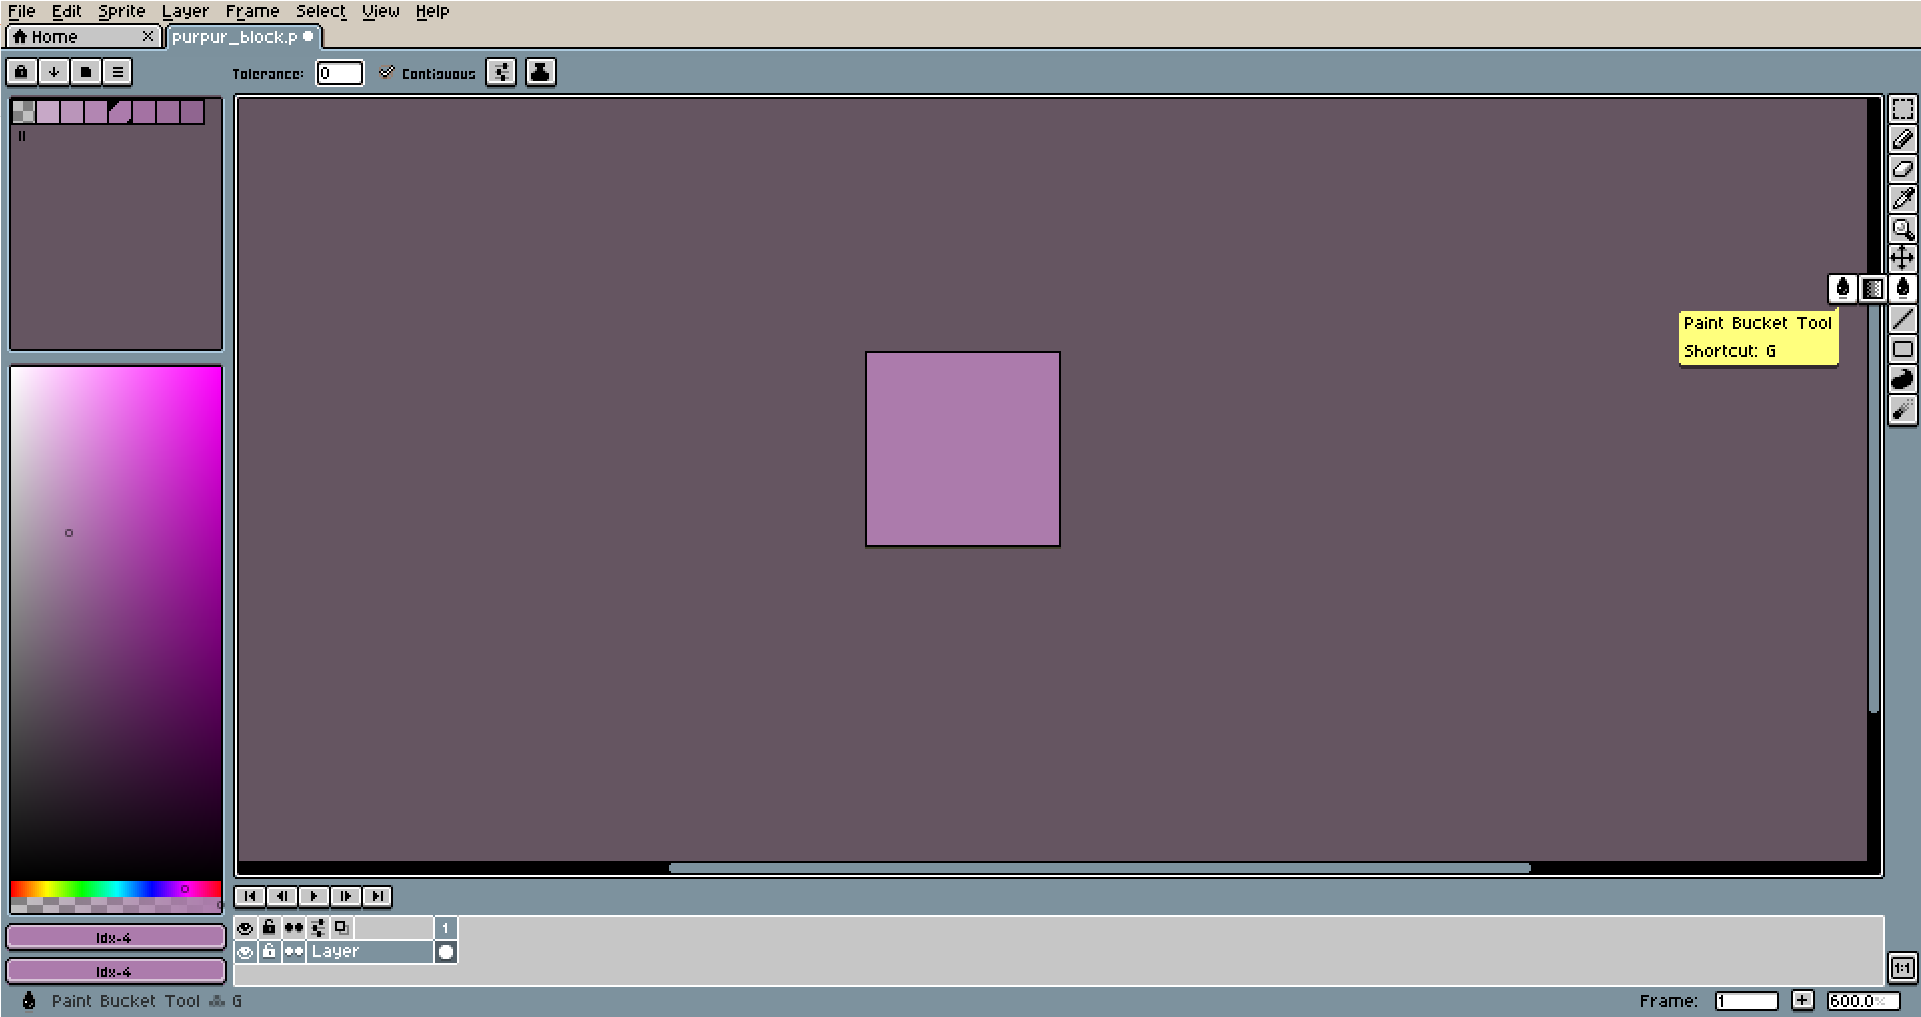 File Edit Sprite Layer Frame Select View Help
Home purpur_block.p
Tolerance: 0 Contiguous
Paint Bucket Tool
Shortcut: G
1
Layer
Idx-4
Idx-4
1:1
Paint Bucket Tool G
Frame: 1 + 600.0%